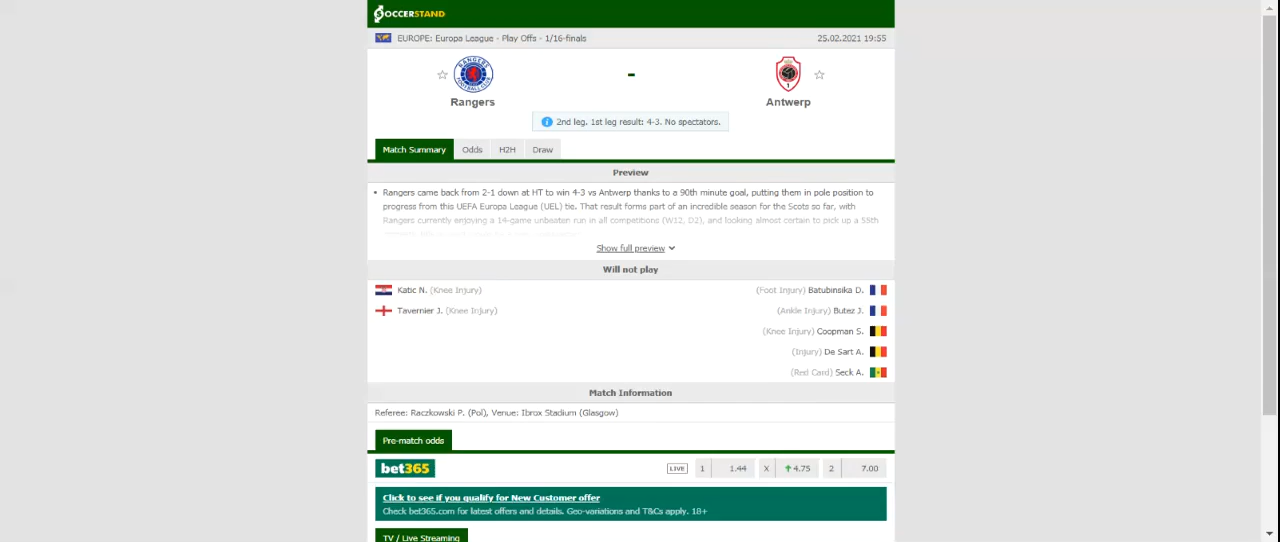 SOCCERSTAND
EUROPE: Europa League - Play Offs - 1/16-finals 25.02.2021 19:55
-
Rangers Antwerp
2nd leg. 1st leg result: 4-3. No spectators.
Match Summary Odds H2H Draw
Preview
• Rangers came back from 2-1 down at HT to win 4-3 vs Antwerp thanks to a 90th minute goal, putting them in pole position to
progress from this UEFA Europa League (UEL) tie. That result forms part of an incredible season for the Scots so far, with
Rangers currently enjoying a 14-game unbeaten run in all competitions (W12, D2), and looking almost certain to pick up a 55th
Show full preview
Will not play
Katic N. (Knee Injury) (Foot Injury) Batubinsika D.
Tavernier J. (Knee Injury) (Ankle Injury) Butez J.
(Knee Injury) Coopman S.
(Injury) De Sart A.
(Red Card) Seck A.
Match Information
Referee: Raczkowski P. (Pol), Venue: Ibrox Stadium (Glasgow)
Pre-match odds
bet365 LIVE 1 1.44 X 4.75 2 7.00
Click to see if you qualify for New Customer offer
Check bet365.com for latest offers and details. Geo-variations and T&Cs apply. 18+
TV / Live Streaming